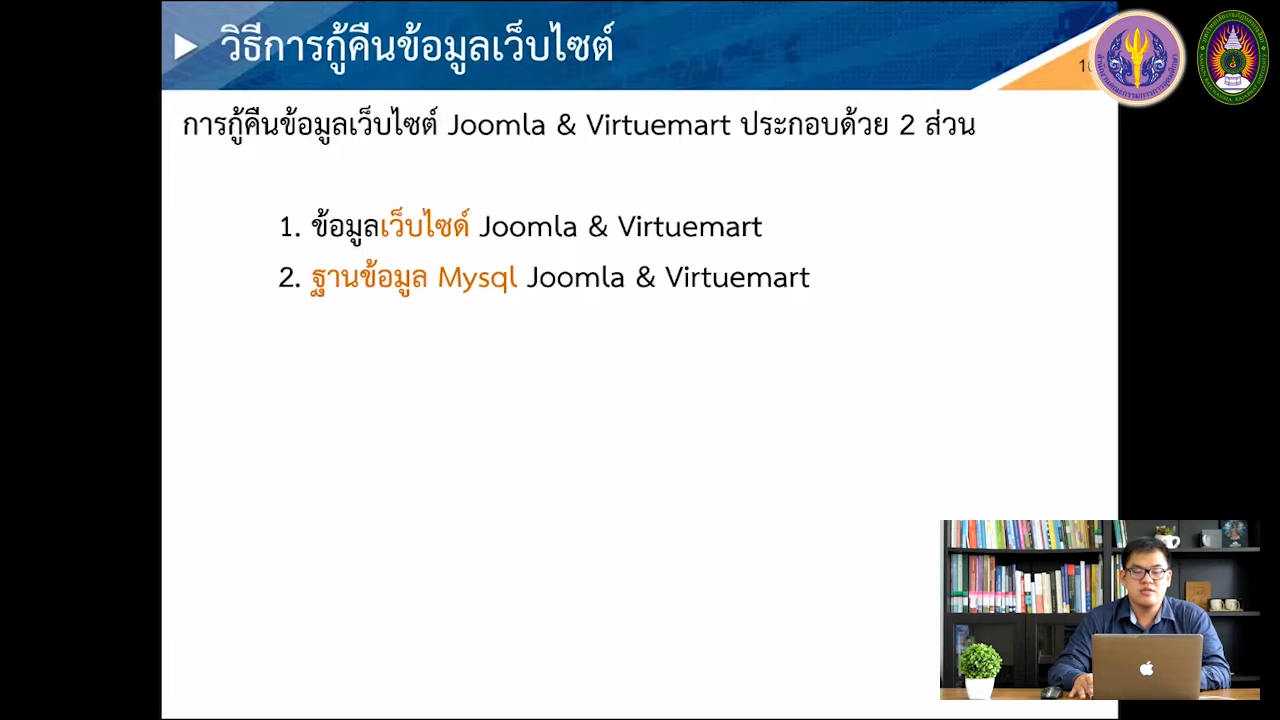 วิธีการกู้คืนข้อมูลเว็บไซต์
การกู้คืนข้อมูลเว็บไซต์ Joomla & Virtuemart ประกอบด้วย 2 ส่วน
1. ข้อมูลเว็บไซด์ Joomla & Virtuemart
2. ฐานข้อมูล Mysql Joomla & Virtuemart